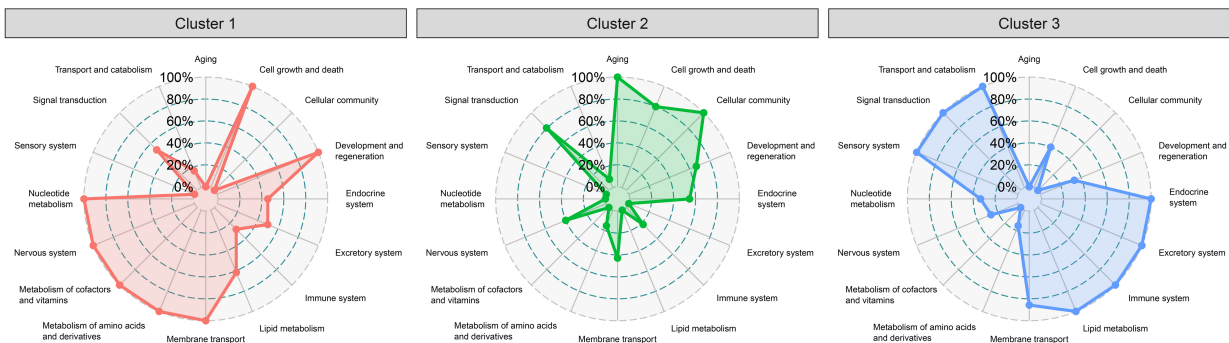 Cluster 1
Cluster 2
Cluster 3
Aging
Transport and catabolism
Cell growth and death
Signal transduction
Cellular community
Sensory system
Development and
regeneration
Nucleotide
metabolism
Endocrine
system
Nervous system
Excretory system
Metabolism of cofactors
and vitamins
Immune system
Metabolism of amino acids
and derivatives
Lipid metabolism
Membrane transport
100%
80%
60%
40%
20%
0%
Aging
Transport and catabolism
Cell growth and death
Signal transduction
Cellular community
Sensory system
Development and
regeneration
Nucleotide
metabolism
Endocrine
system
Nervous system
Excretory system
Metabolism of cofactors
and vitamins
Immune system
Metabolism of amino acids
and derivatives
Lipid metabolism
Membrane transport
100%
80%
60%
40%
20%
0%
Aging
Transport and catabolism
Cell growth and death
Signal transduction
Cellular community
Sensory system
Development and
regeneration
Nucleotide
metabolism
Endocrine
system
Nervous system
Excretory system
Metabolism of cofactors
and vitamins
Immune system
Metabolism of amino acids
and derivatives
Lipid metabolism
Membrane transport
100%
80%
60%
40%
20%
0%